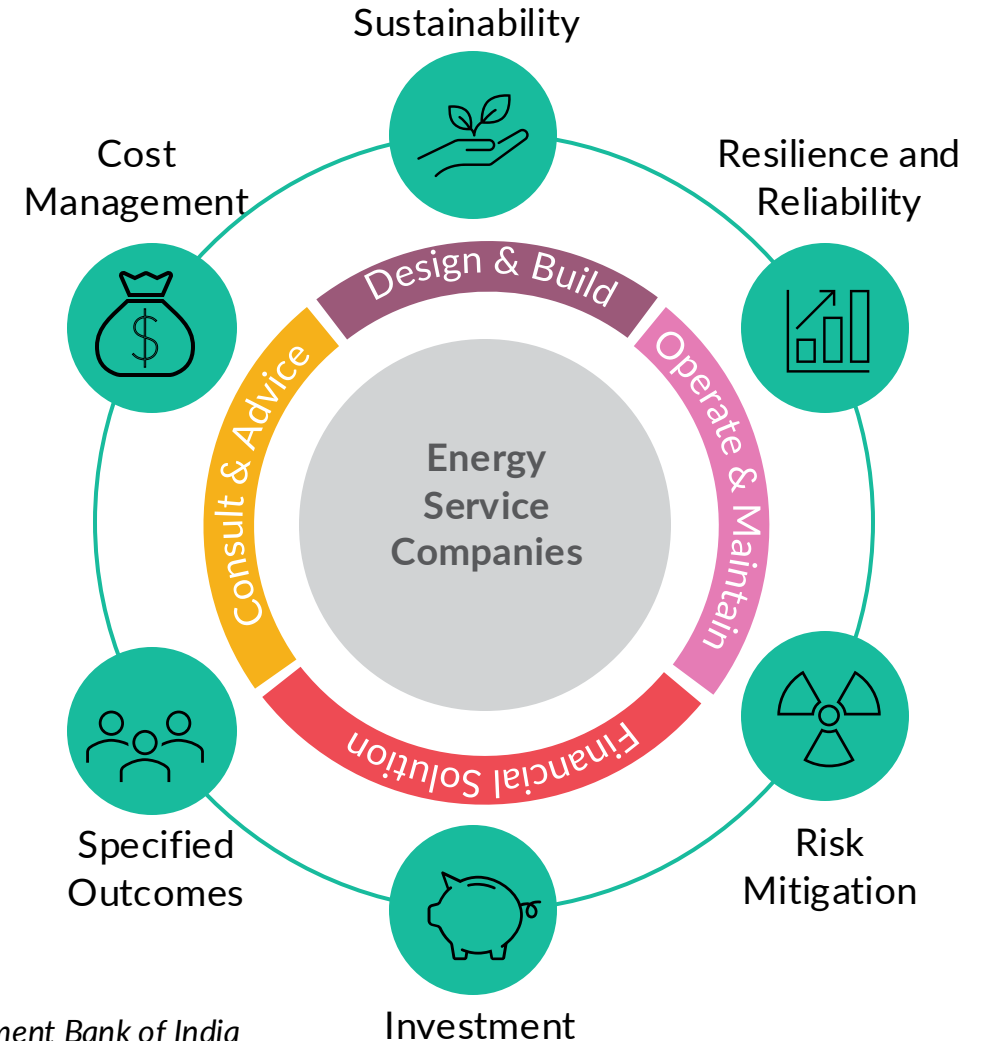 Sustainability
Cost
Management
Resilience and
Reliability
Design & Build
Consult & Advice
Operate & Maintain
Energy
Service
Companies
Financial Solution
Specified
Outcomes
Risk
Mitigation
Investment
Bank of India